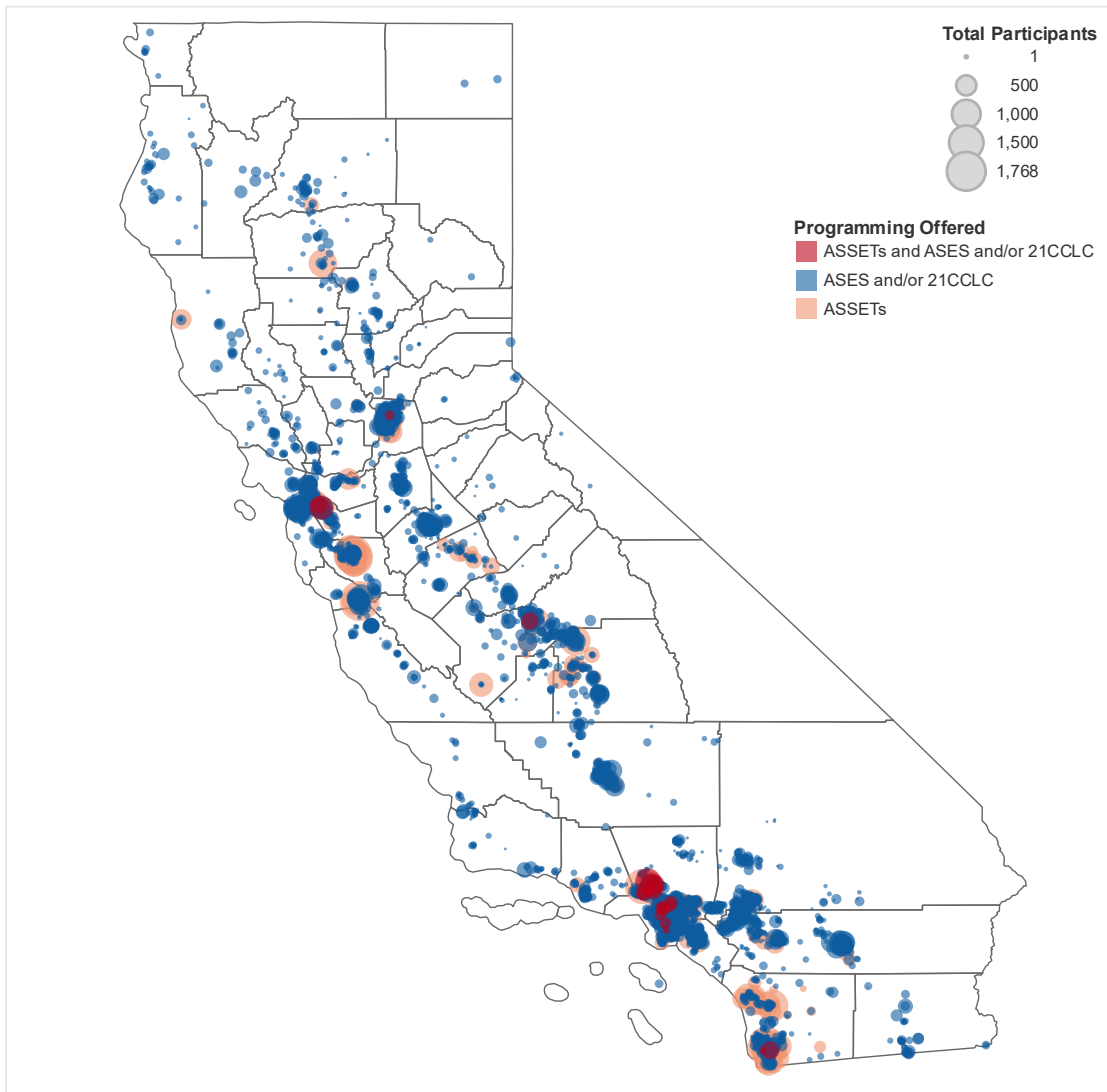 Total Participants
1
500
1,000
1,500
1,768
Programming Offered
ASSETs and ASES and/or 21CCLC
ASES and/or 21CCLC
ASSETs